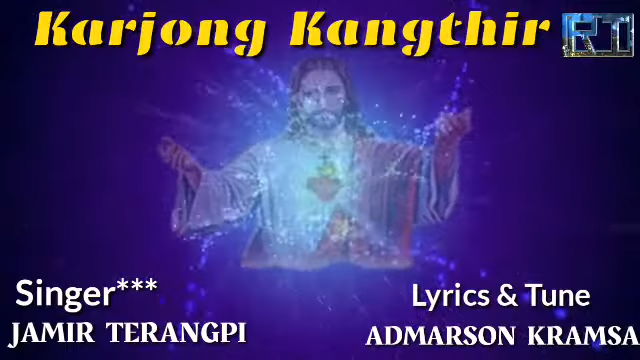 Karjong Kangthir RT
Singer***
JAMIR TERANGPI
Lyrics & Tune
ADMARSON KRAMSA